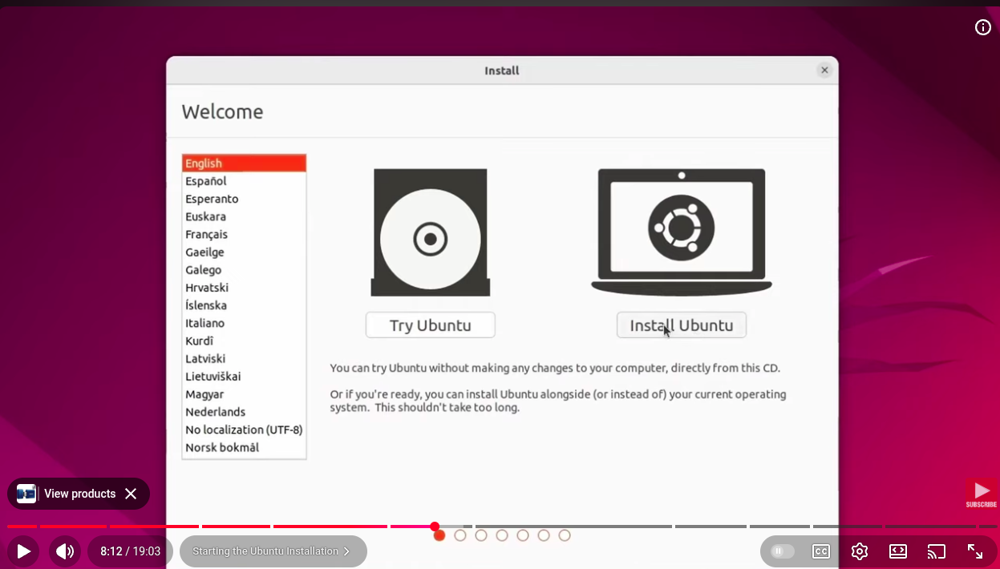 Install
Welcome
English
Español
Esperanto
Euskara
Français
Gaeilge
Galego
Hrvatski
Íslenska
Italiano
Kurdî
Latviski
Lietuviškai
Magyar
Nederlands
No localization (UTF-8)
Norsk bokmål
Try Ubuntu
Install Ubuntu
You can try Ubuntu without making any changes to your computer, directly from this CD.
Or if you're ready, you can install Ubuntu alongside (or instead of) your current operating
system. This shouldn't take too long.
View products
SUBSCRIBE
8:12 / 19:03
Starting the Ubuntu Installation
CC